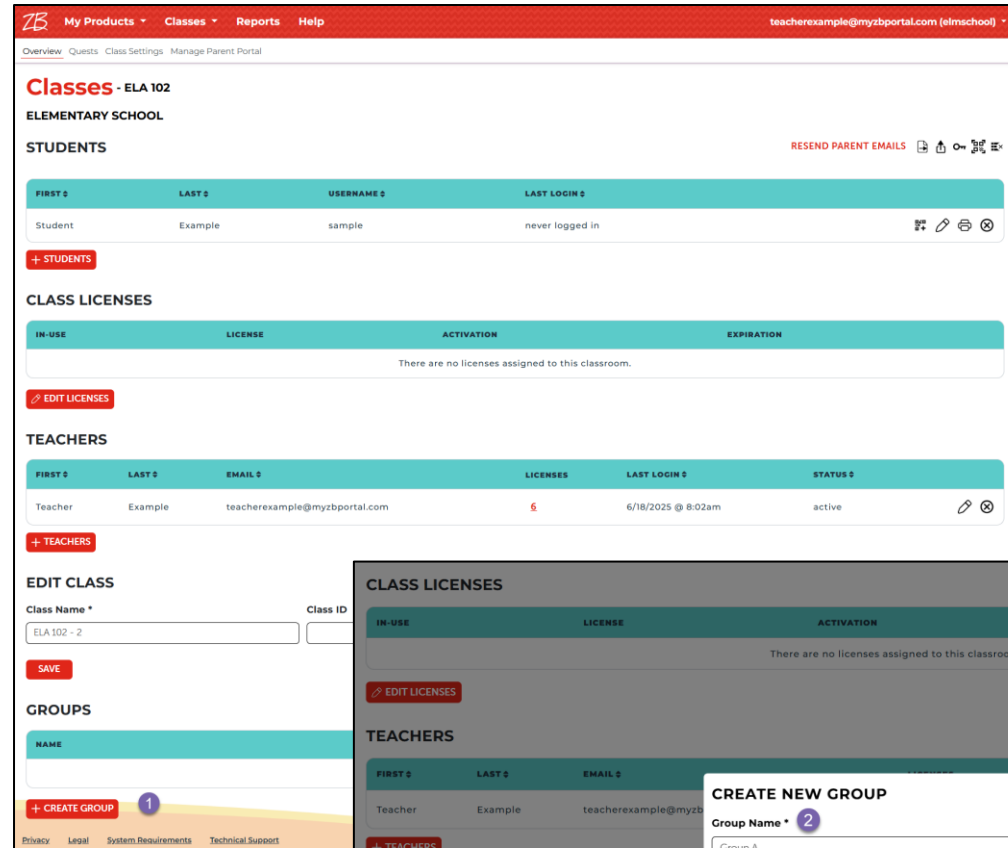 ZB My Products Classes Reports Help teacherexample@myzbportal.com (elmschool)
Overview Quests Class Settings Manage Parent Portal
Classes - ELA 102
ELEMENTARY SCHOOL
STUDENTS RESEND PARENT EMAILS
FIRST LAST USERNAME LAST LOGIN
Student Example sample never logged in
+ STUDENTS
CLASS LICENSES
IN-USE LICENSE ACTIVATION EXPIRATION
There are no licenses assigned to this classroom.
EDIT LICENSES
TEACHERS
FIRST LAST EMAIL LICENSES LAST LOGIN STATUS
Teacher Example teacherexample@myzbportal.com 6 6/18/2025 @ 8:02am active
+ TEACHERS
EDIT CLASS
Class Name * Class ID
ELA 102 - 2
SAVE
GROUPS
NAME
+ CREATE GROUP 1
Privacy Legal System Requirements Technical Support
CLASS LICENSES
IN-USE LICENSE ACTIVATION
There are no licenses assigned to this classroo
EDIT LICENSES
TEACHERS
FIRST LAST EMAIL
Teacher Example teacherexample@myzb
+ TEACHERS
CREATE NEW GROUP
Group Name * 2
Group A